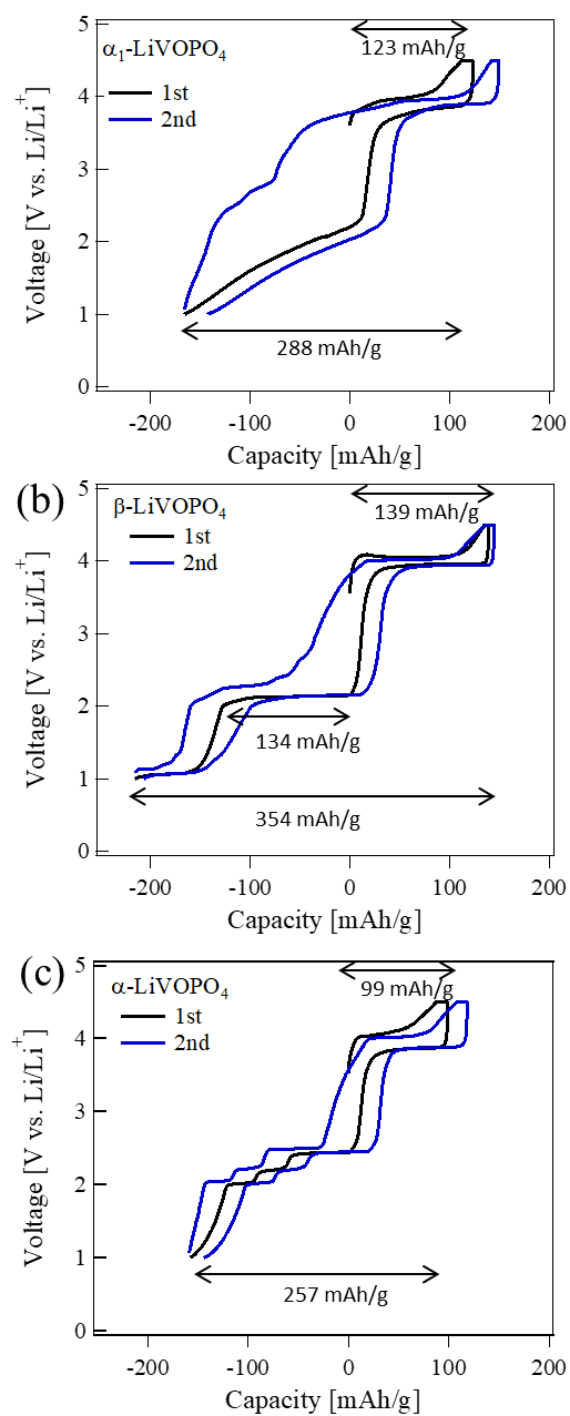 5
123 mAh/g
α₁-LiVOPO₄
1st
2nd
4
3
2
1
0
Voltage [V vs. Li/Li⁺]
288 mAh/g
-200
-100
0
100
200
Capacity [mAh/g]
(b)
5
β-LiVOPO₄
139 mAh/g
1st
2nd
4
3
2
1
0
Voltage [V vs. Li/Li⁺]
134 mAh/g
354 mAh/g
-200
-100
0
100
200
Capacity [mAh/g]
(c)
5
α-LiVOPO₄
99 mAh/g
1st
2nd
4
3
2
1
0
Voltage [V vs. Li/Li⁺]
257 mAh/g
-200
-100
0
100
200
Capacity [mAh/g]